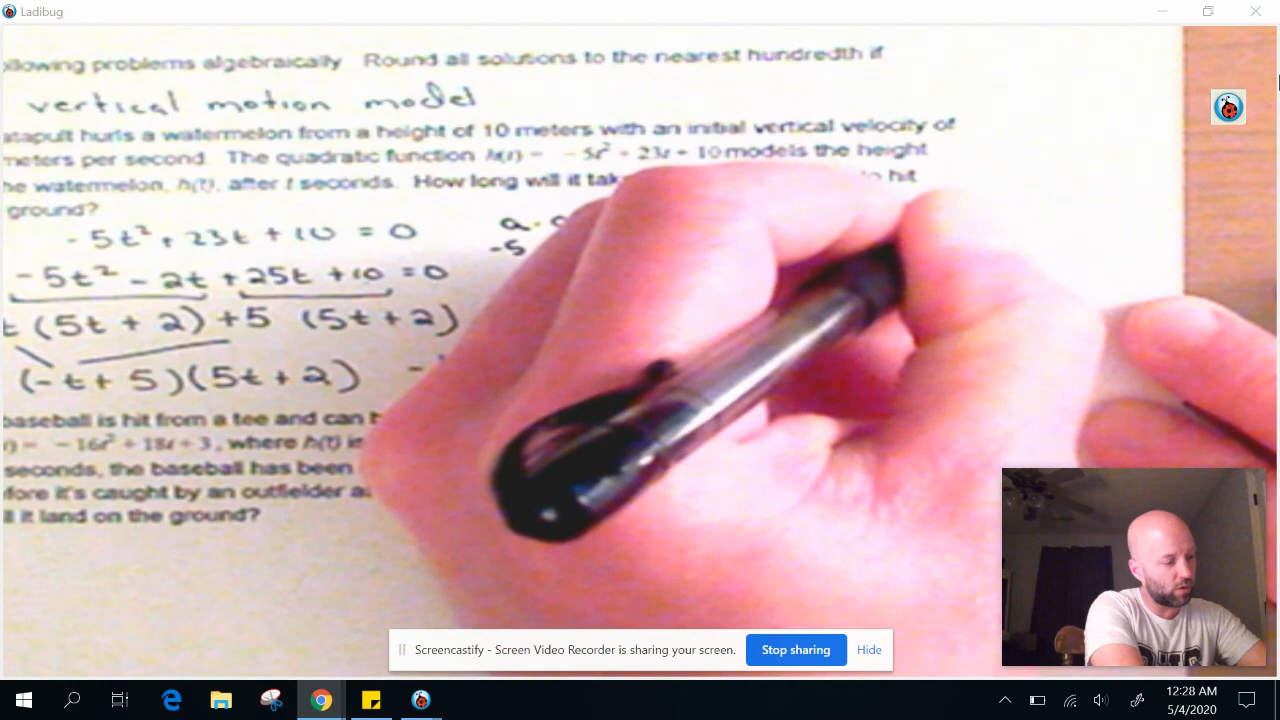 Ladibug
ollowing problems algebraically Round all solutions to the nearest hundredth if
vertical motion model
atapult hurls a watermelon from a height of 10 meters with an initial vertical velocity of
meters per second. The quadratic function h(t) = -5t² + 23t + 10 models the height
he watermelon, h(t), after t seconds. How long will it tak hit
ground?
-5t² + 23t + 10 = 0
a ·
-5
-5t² - 2t + 25t + 10 = 0
t (5t + 2) + 5 (5t + 2)
(-t + 5)(5t + 2) -
baseball is hit from a tee and can
= -16t² + 18t + 3, where h(t) is
seconds, the baseball has been
fore it's caught by an outfielder
ll it land on the ground?
Screencastify - Screen Video Recorder is sharing your screen.
Stop sharing
Hide
12:28 AM
5/4/2020